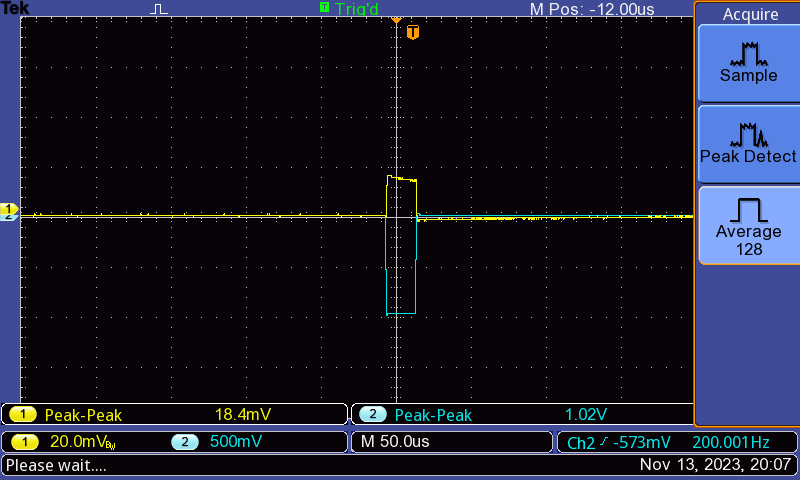 Tek T Trig'd M Pos: -12.00us
T
Acquire
Sample
Peak Detect
Average
128
1
2
1 Peak-Peak 18.4mV 2 Peak-Peak 1.02V
1 20.0mVBW 2 500mV M 50.0us Ch2 -573mV 200.001Hz
Please wait.... Nov 13, 2023, 20:07